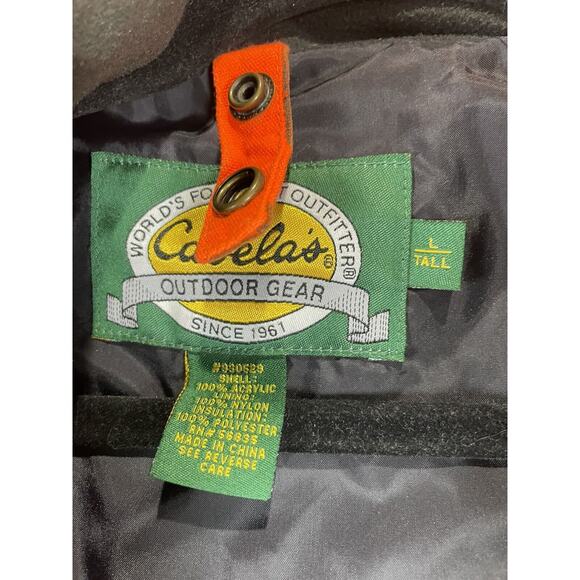 WORLD'S FO T OUTFITTER®
Cabela's®
OUTDOOR GEAR
SINCE 1961
L
TALL
#930529
SHELL:
100% ACRYLIC
LINING:
100% NYLON
INSULATION:
100% POLYESTER
RN# 56835
MADE IN
CHINA
SEE REVERSE
CARE